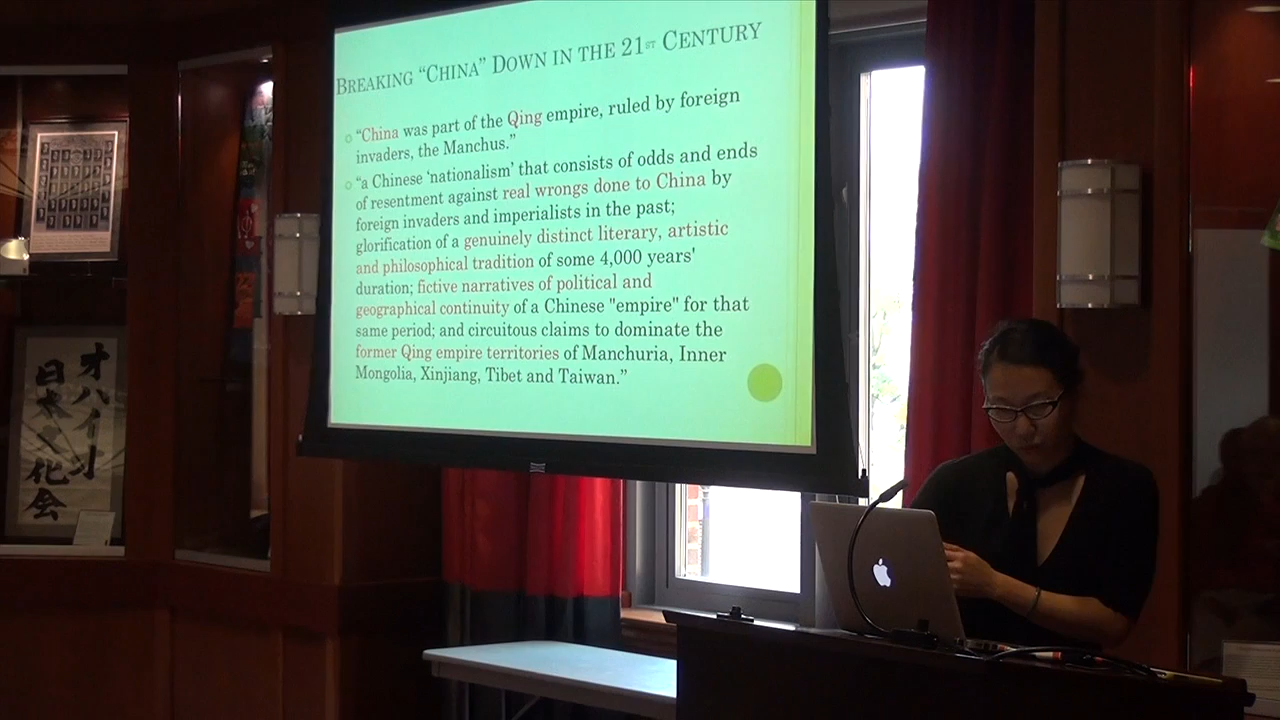 BREAKING "CHINA" DOWN IN THE 21ST CENTURY
"China was part of the Qing empire, ruled by foreign
invaders, the Manchus."
"a Chinese 'nationalism' that consists of odds and ends
of resentment against real wrongs done to China by
foreign invaders and imperialists in the past;
glorification of a genuinely distinct literary, artistic
and philosophical tradition of some 4,000 years'
duration; fictive narratives of political and
geographical continuity of a Chinese "empire" for that
same period; and circuitous claims to dominate the
former Qing empire territories of Manchuria, Inner
Mongolia, Xinjiang, Tibet and Taiwan."
オハイオ
日本文化会